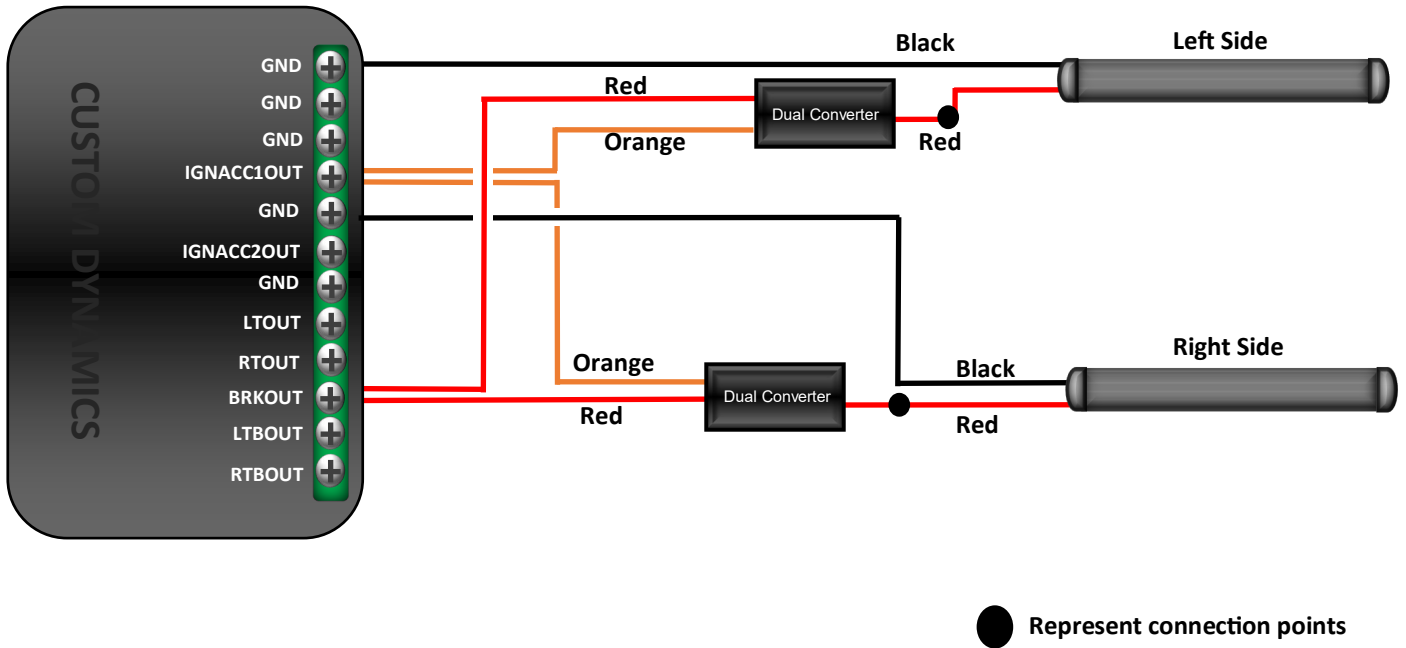 CUSTOM DYNAMICS
GND
GND
GND
IGNACC1OUT
GND
IGNACC2OUT
GND
LTOUT
RTOUT
BRKOUT
LTBOUT
RTBOUT
Black
Left Side
Red
Dual Converter
Orange
Red
Right Side
Orange
Black
Dual Converter
Red
Red
Represent connection points